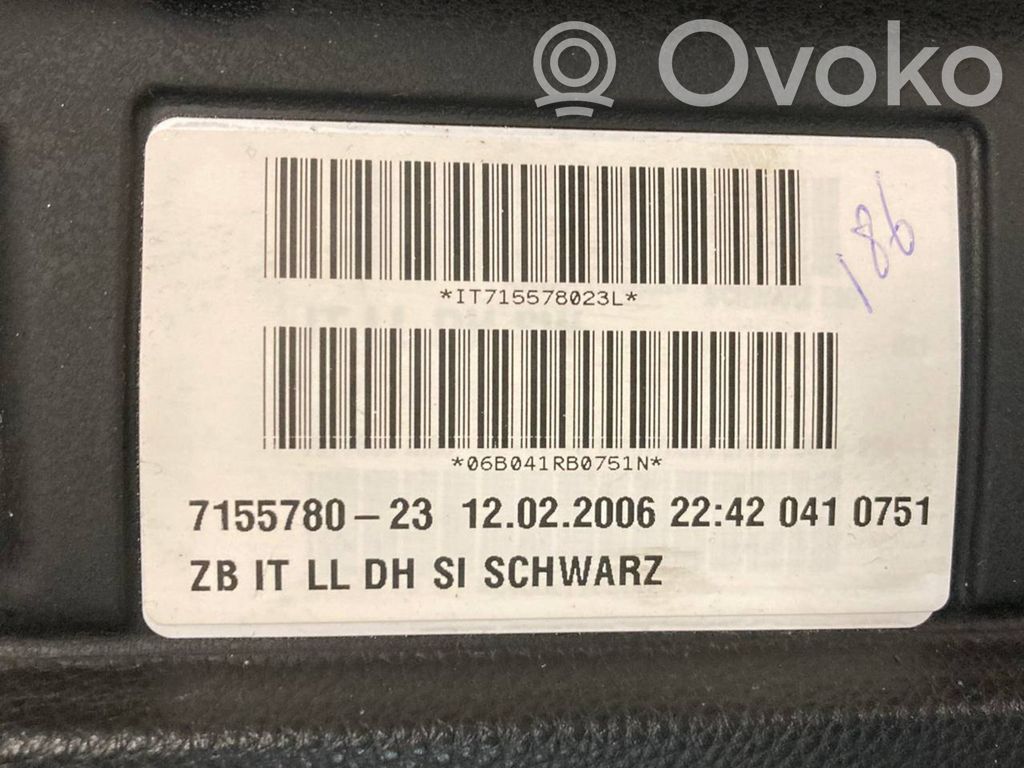 Ovoko
*IT715578023L*
186
*06B041RB0751N*
7155780-23 12.02.2006 22:42 041 0751
ZB IT LL DH SI SCHWARZ